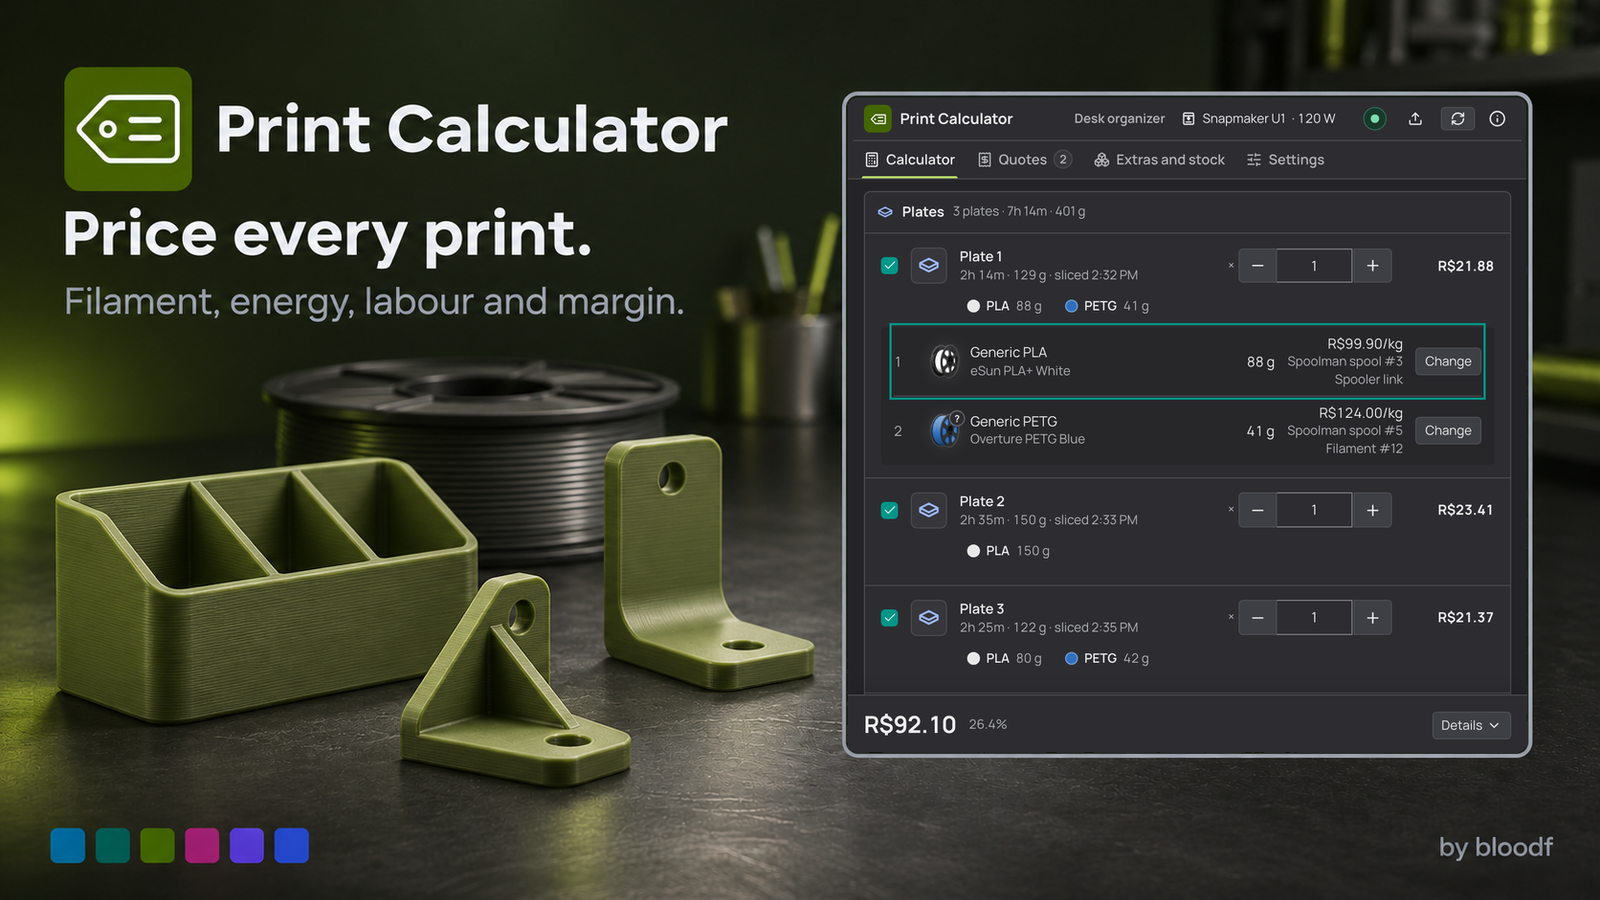 Print Calculator
Price every print.
Filament, energy, labour and margin.
Print Calculator
Desk organizer
Snapmaker U1 · 120 W
Calculator
Quotes 2
Extras and stock
Settings
Plates 3 plates · 7h 14m · 401 g
Plate 1
2h 14m · 129 g · sliced 2:32 PM
× − 1 +
R$21.88
PLA 88 g PETG 41 g
1
Generic PLA
eSun PLA+ White
88 g
R$99.90/kg
Spoolman spool #3
Spooler link
Change
2
?
Generic PETG
Overture PETG Blue
41 g
R$124.00/kg
Spoolman spool #5
Filament #12
Change
Plate 2
2h 35m · 150 g · sliced 2:33 PM
× − 1 +
R$23.41
PLA 150 g
Plate 3
2h 25m · 122 g · sliced 2:35 PM
× − 1 +
R$21.37
PLA 80 g PETG 42 g
R$92.10 26.4%
Details
by bloodf